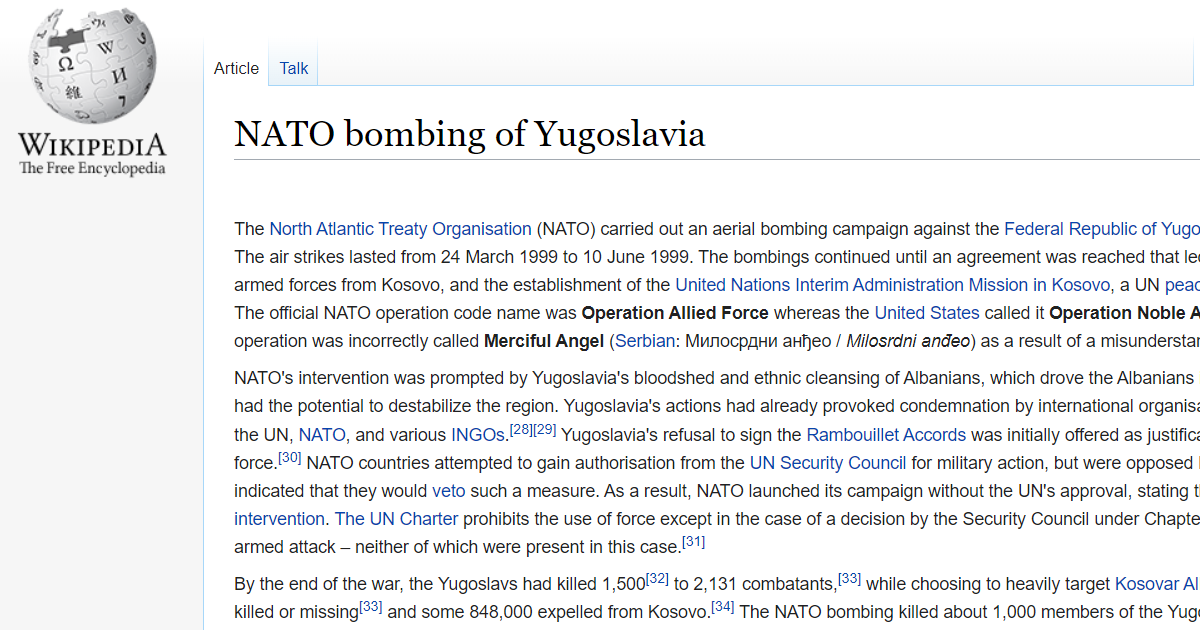 Article
Talk
WIKIPEDIA
The Free Encyclopedia
NATO bombing of Yugoslavia
The North Atlantic Treaty Organisation (NATO) carried out an aerial bombing campaign against the Federal Republic of Yugo
The air strikes lasted from 24 March 1999 to 10 June 1999. The bombings continued until an agreement was reached that le
armed forces from Kosovo, and the establishment of the United Nations Interim Administration Mission in Kosovo, a UN peac
The official NATO operation code name was Operation Allied Force whereas the United States called it Operation Noble A
operation was incorrectly called Merciful Angel (Serbian: Милосрдни анђео / Milosrdni anđeo) as a result of a misunderstan
NATO's intervention was prompted by Yugoslavia's bloodshed and ethnic cleansing of Albanians, which drove the Albanians
had the potential to destabilize the region. Yugoslavia's actions had already provoked condemnation by international organisa
the UN, NATO, and various INGOs.[28][29] Yugoslavia's refusal to sign the Rambouillet Accords was initially offered as justifica
force.[30] NATO countries attempted to gain authorisation from the UN Security Council for military action, but were opposed
indicated that they would veto such a measure. As a result, NATO launched its campaign without the UN's approval, stating t
intervention. The UN Charter prohibits the use of force except in the case of a decision by the Security Council under Chapte
armed attack – neither of which were present in this case.[31]
By the end of the war, the Yugoslavs had killed 1,500[32] to 2,131 combatants,[33] while choosing to heavily target Kosovar Al
killed or missing[33] and some 848,000 expelled from Kosovo.[34] The NATO bombing killed about 1,000 members of the Yugo